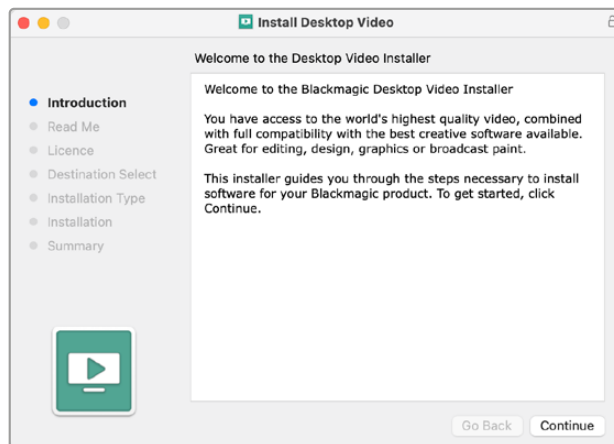 Install Desktop Video
Welcome to the Desktop Video Installer
Introduction
Read Me
Licence
Destination Select
Installation Type
Installation
Summary
Welcome to the Blackmagic Desktop Video Installer
You have access to the world's highest quality video, combined
with full compatibility with the best creative software available.
Great for editing, design, graphics or broadcast paint.
This installer guides you through the steps necessary to install
software for your Blackmagic product. To get started, click
Continue.
Go Back
Continue